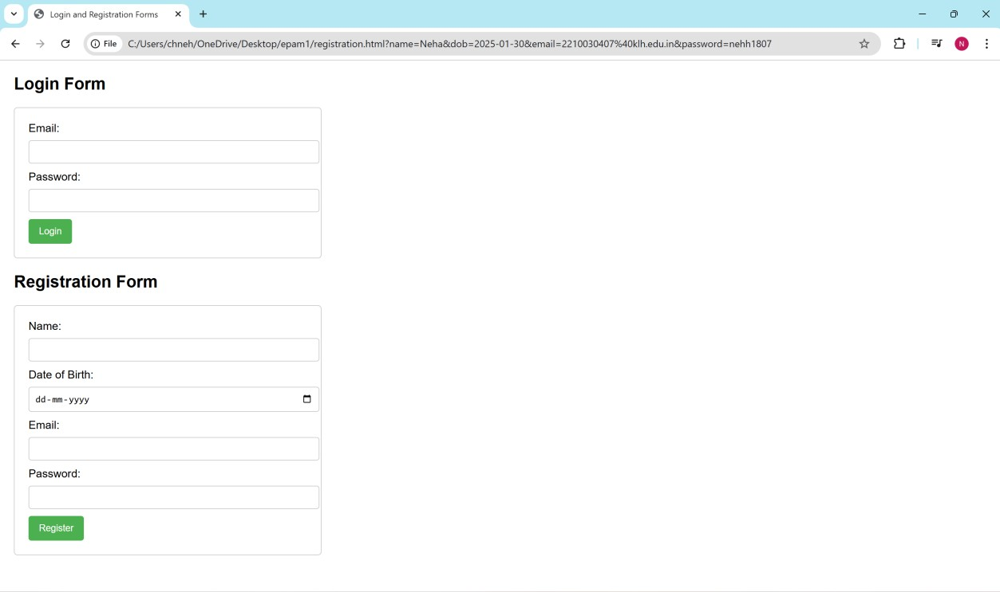 Login and Registration Forms
File C:/Users/chneh/OneDrive/Desktop/epam1/registration.html?name=Neha&dob=2025-01-30&email=2210030407%40klh.edu.in&password=nehh1807
N
Login Form
Email:
Password:
Login
Registration Form
Name:
Date of Birth:
dd-mm-yyyy
Email:
Password:
Register